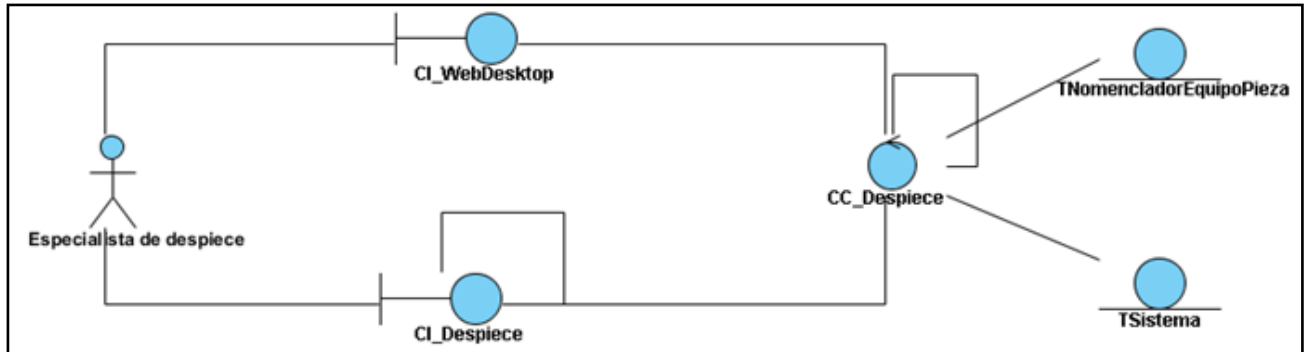 CI_WebDesktop
TNomencladorEquipoPieza
CC_Despiece
Especialista de despiece
CI_Despiece
TSistema